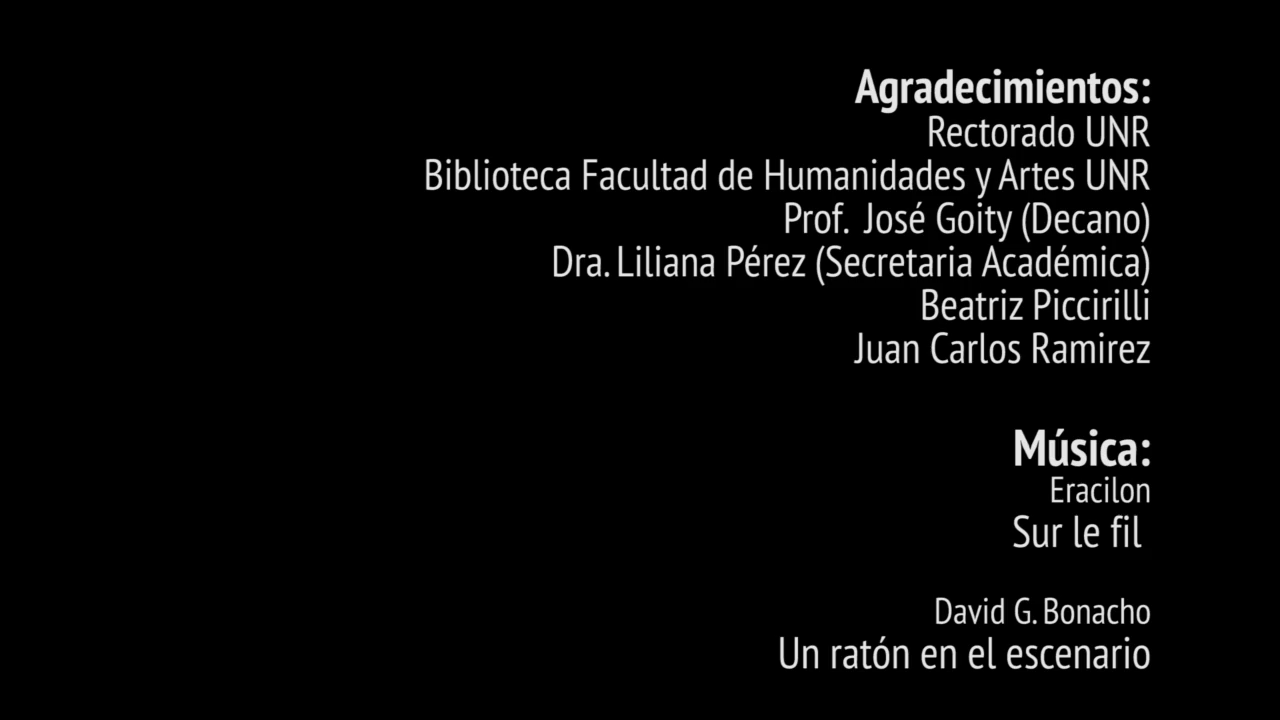 Agradecimientos:
Rectorado UNR
Biblioteca Facultad de Humanidades y Artes UNR
Prof. José Goity (Decano)
Dra. Liliana Pérez (Secretaria Académica)
Beatriz Piccirilli
Juan Carlos Ramirez
Música:
Eracilon
Sur le fil
David G. Bonacho
Un ratón en el escenario